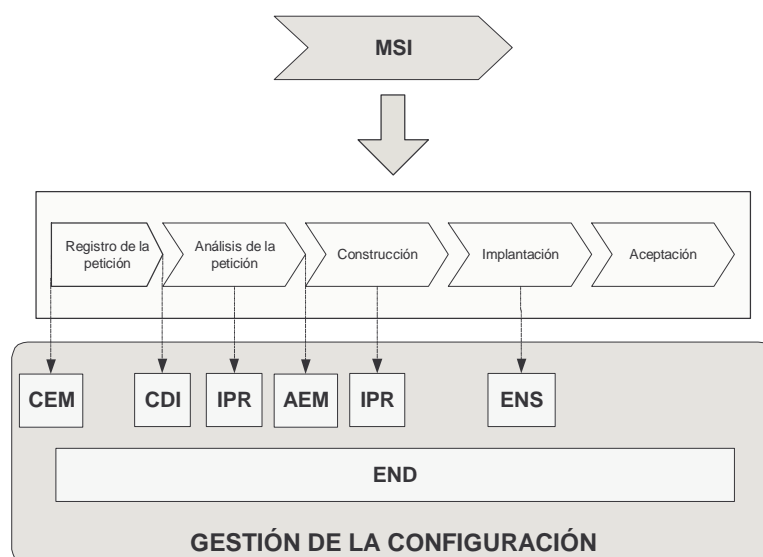 MSI
Registro de la
petición
Análisis de la
petición
Construcción
Implantación
Aceptación
CEM
CDI
IPR
AEM
IPR
ENS
END
GESTIÓN DE LA CONFIGURACIÓN